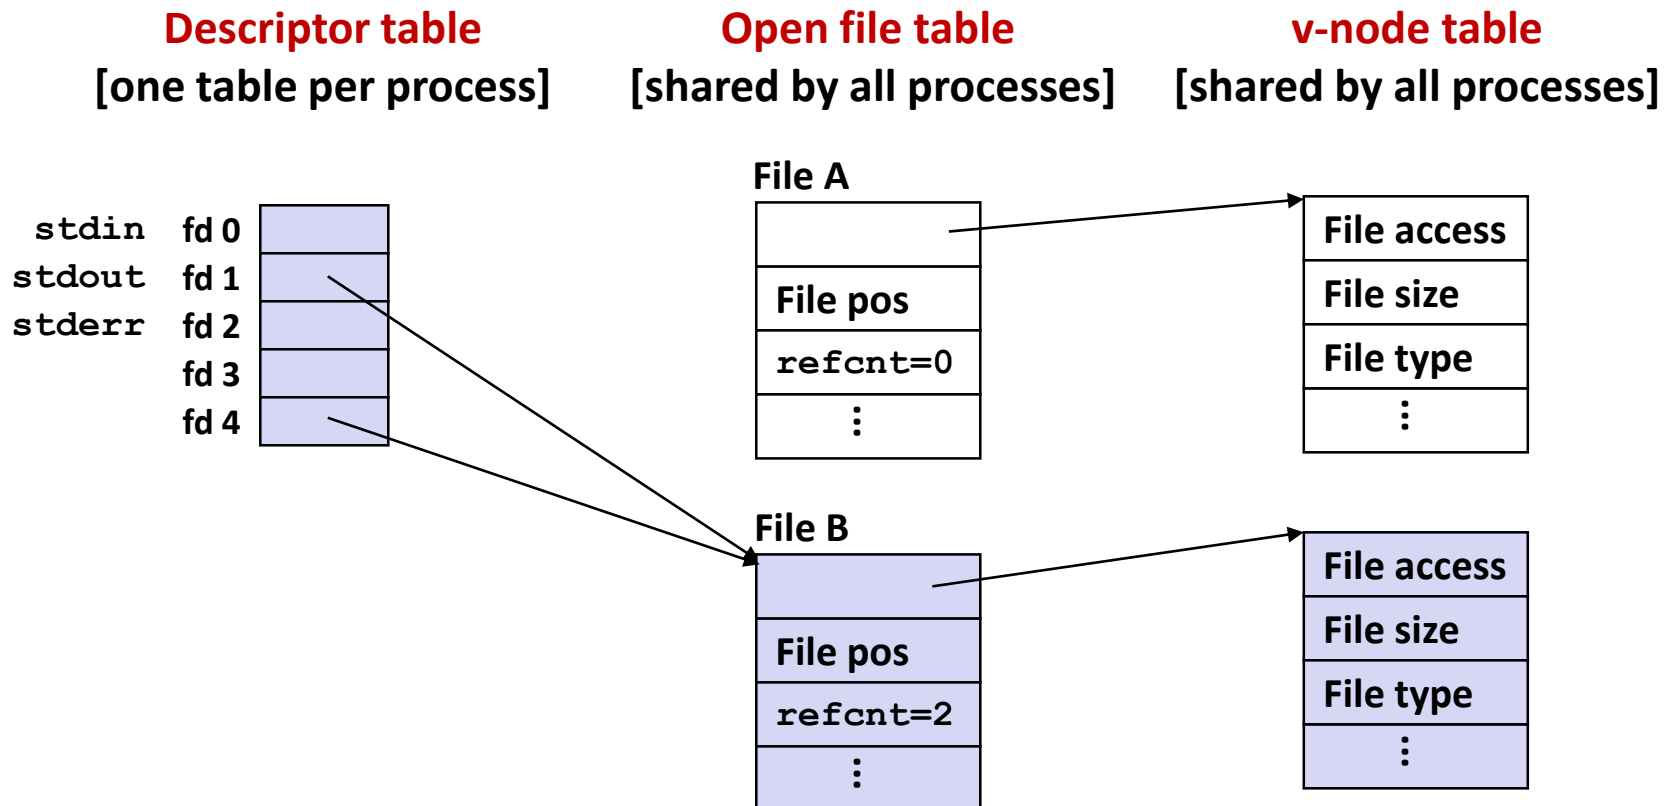 Descriptor table
[one table per process]
Open file table
[shared by all processes]
v-node table
[shared by all processes]
stdin fd 0
stdout fd 1
stderr fd 2
fd 3
fd 4
File A
File pos
refcnt=0
⋮
File access
File size
File type
⋮
File B
File pos
refcnt=2
⋮
File access
File size
File type
⋮